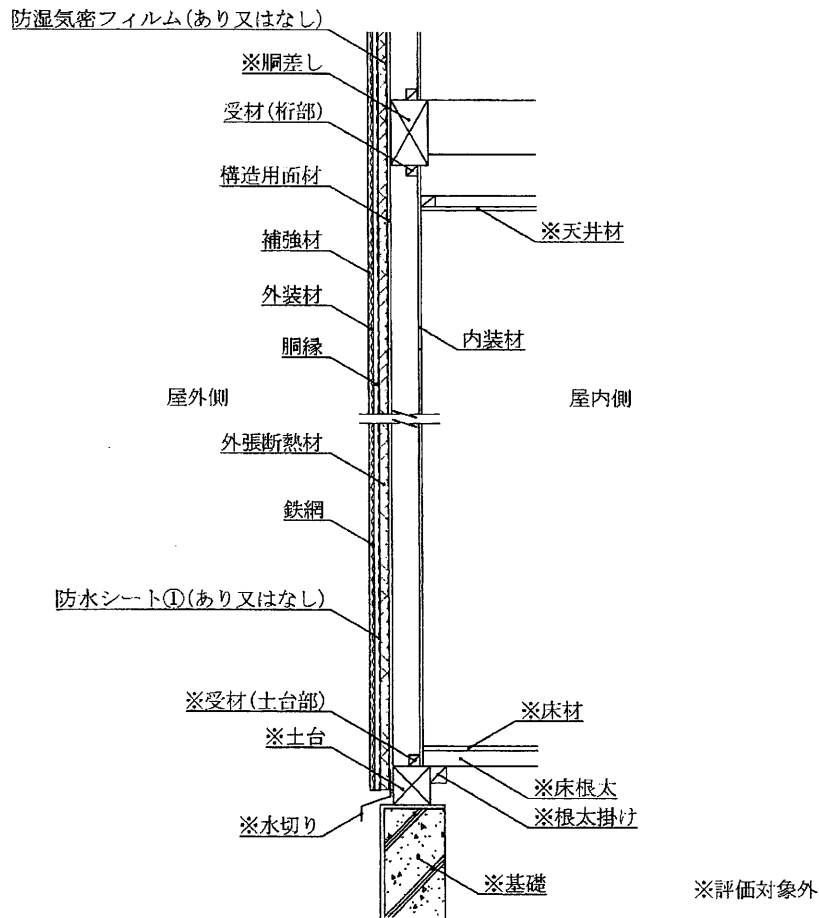 防湿気密フィルム(あり又はなし)
※胴差し
受材(桁部)
構造用面材
※天井材
補強材
外装材
内装材
胴縁
屋外側
屋内側
外張断熱材
鉄網
防水シート①(あり又はなし)
※受材(土台部)
※床材
※土台
※床根太
※根太掛け
※水切り
※基礎
※評価対象外